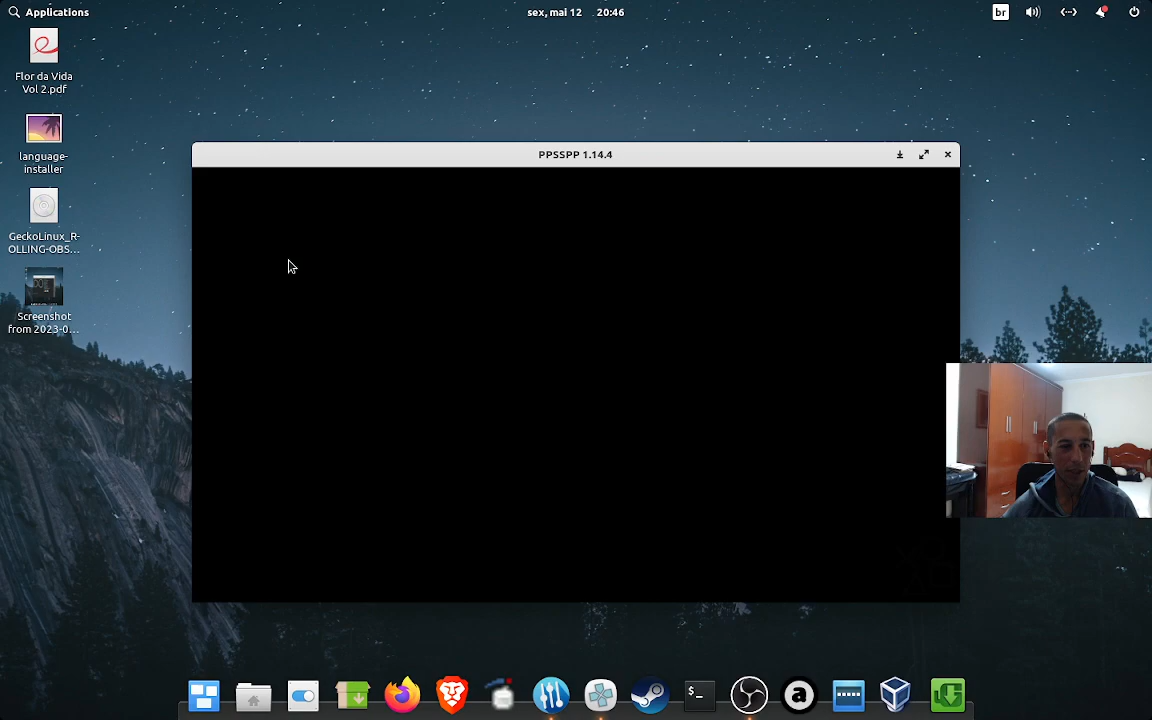 Applications
sex, mai 12 20:46
br
Flor da Vida
Vol 2.pdf
language-
installer
GeckoLinux_R-
OLLING-OBS...
Screenshot
from 2023-0...
PPSSPP 1.14.4
$_
a